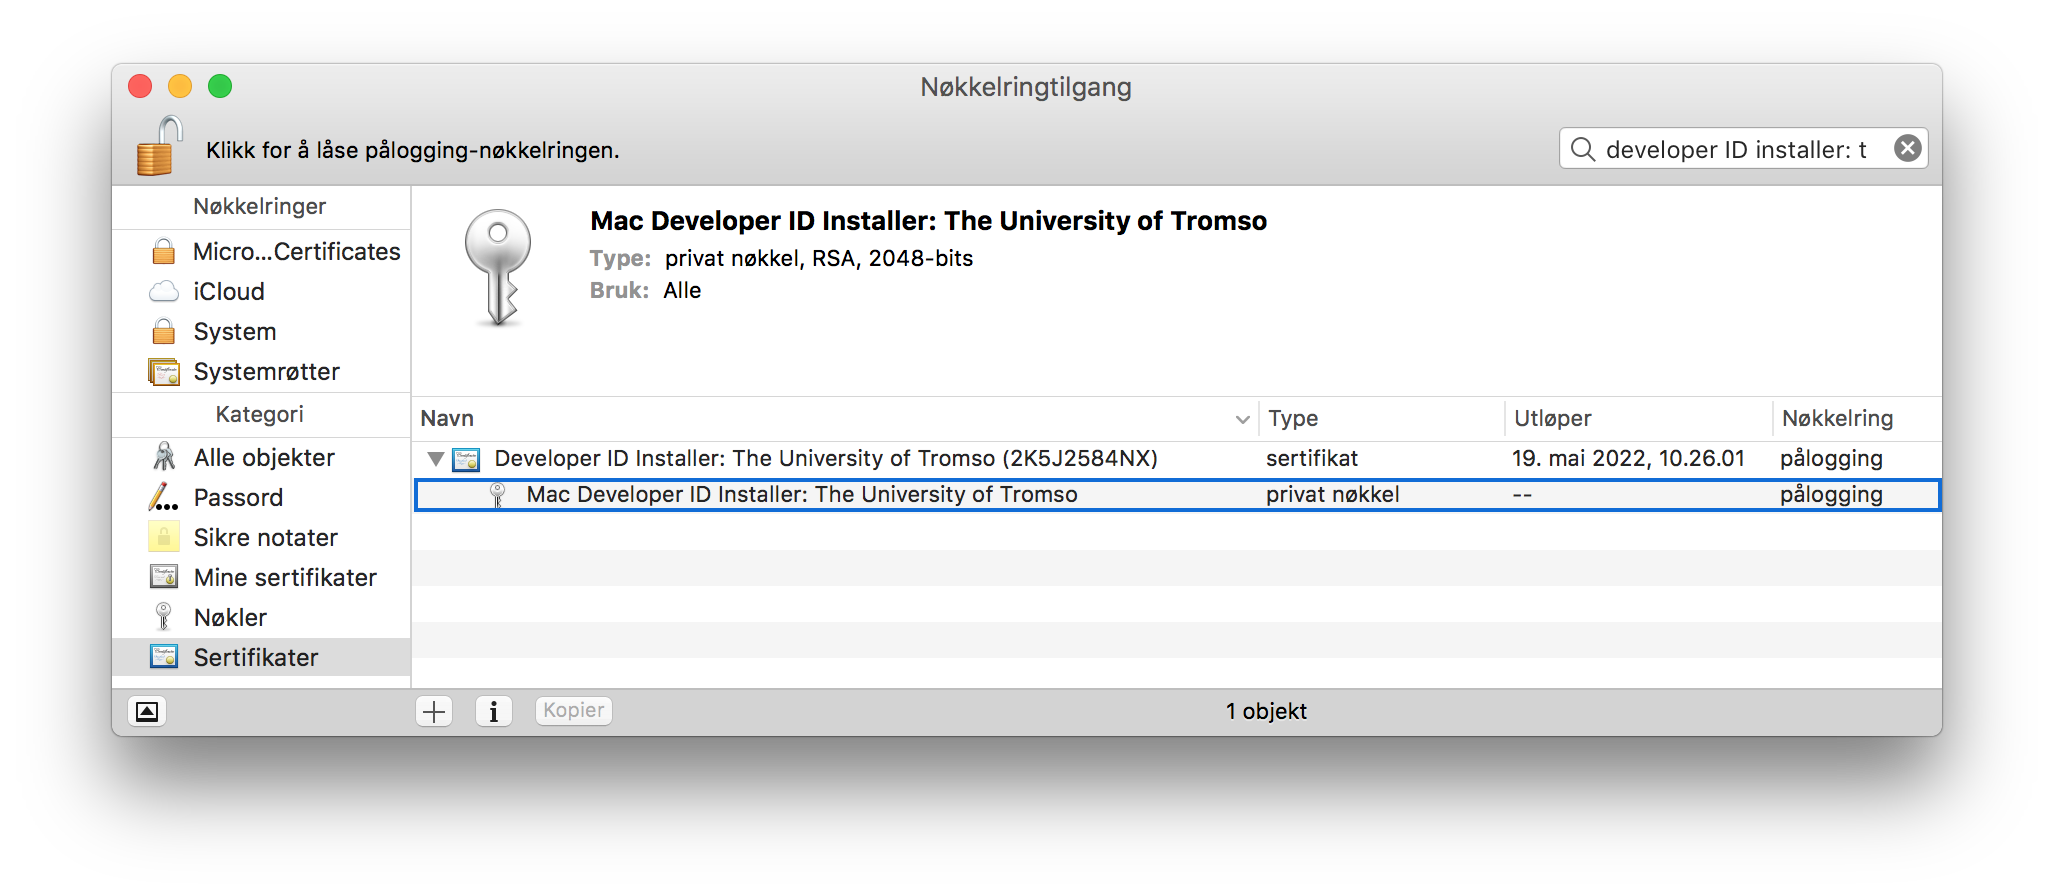 Nøkkelringtilgang
Klikk for å låse pålogging-nøkkelringen.
developer ID installer: t
Nøkkelringer
Micro...Certificates
iCloud
System
Systemrøtter
Kategori
Alle objekter
Passord
Sikre notater
Mine sertifikater
Nøkler
Sertifikater
Mac Developer ID Installer: The University of Tromso
Type: privat nøkkel, RSA, 2048-bits
Bruk: Alle
Navn Type Utløper Nøkkelring
Developer ID Installer: The University of Tromso (2K5J2584NX) sertifikat 19. mai 2022, 10.26.01 pålogging
Mac Developer ID Installer: The University of Tromso privat nøkkel -- pålogging
Kopier
1 objekt